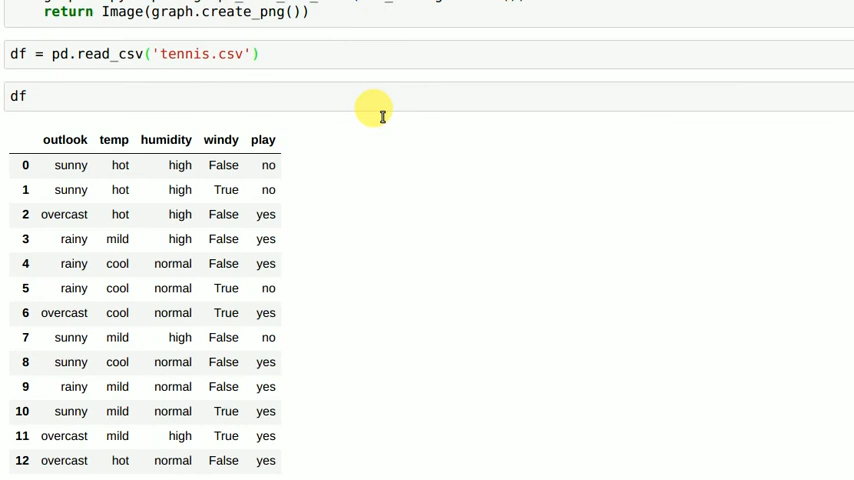 return Image(graph.create_png())
df = pd.read_csv('tennis.csv')
df
outlook temp humidity windy play
0 sunny hot high False no
1 sunny hot high True no
2 overcast hot high False yes
3 rainy mild high False yes
4 rainy cool normal False yes
5 rainy cool normal True no
6 overcast cool normal True yes
7 sunny mild high False no
8 sunny cool normal False yes
9 rainy mild normal False yes
10 sunny mild normal True yes
11 overcast mild high True yes
12 overcast hot normal False yes